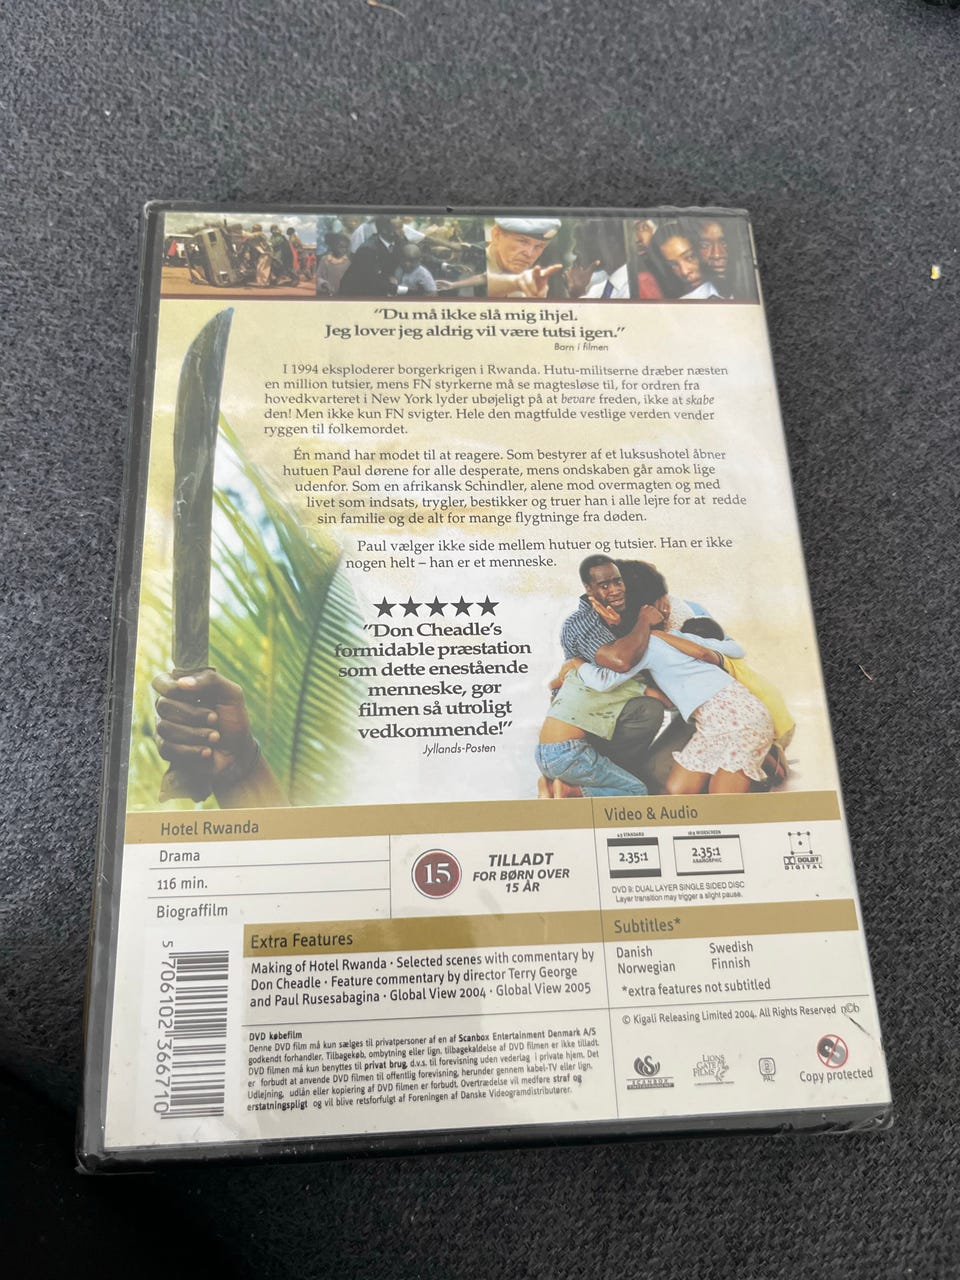 "Du må ikke slå mig ihjel.
Jeg lover jeg aldrig vil være tutsi igen."
Barn i filmen
I 1994 eksploderer borgerkrigen i Rwanda. Hutu-militserne dræber næsten
en million tutsier, mens FN styrkerne må se magtesløse til, for ordren fra
hovedkvarteret i New York lyder ubøjeligt på at bevare freden, ikke at skabe
den! Men ikke kun FN svigter. Hele den magtfulde vestlige verden vender
ryggen til folkemordet.
Én mand har modet til at reagere. Som bestyrer af et luksushotel åbner
hutuen Paul dørene for alle desperate, mens ondskaben går amok lige
udenfor. Som en afrikansk Schindler, alene mod overmagten og med
livet som indsats, trygler, bestikker og truer han i alle lejre for at redde
sin familie og de alt for mange flygtninge fra døden.
Paul vælger ikke side mellem hutuer og tutsier. Han er ikke
nogen helt – han er et menneske.
"Don Cheadle's
formidable præstation
som dette enestående
menneske, gør
filmen så utroligt
vedkommende!"
Jyllands-Posten
Hotel Rwanda
Drama
116 min.
Biograffilm
15
TILLADT
FOR BØRN OVER
15 ÅR
Video & Audio
4:3 STANDARD
2.35:1
16:9 WIDESCREEN
2.35:1
ANAMORPHIC
DOLBY
DIGITAL
DVD 9: DUAL LAYER SINGLE SIDED DISC
Layer transition may trigger a slight pause.
Extra Features
Making of Hotel Rwanda · Selected scenes with commentary by
Don Cheadle · Feature commentary by director Terry George
and Paul Rusesabagina · Global View 2004 · Global View 2005
Subtitles*
Danish Swedish
Norwegian Finnish
*extra features not subtitled
DVD købefilm
Denne DVD film må kun sælges til privatpersoner af en af Scanbox Entertainment Denmark A/S
godkendt forhandler. Tilbagekøb, ombytning eller lign. tilbagekaldelse af DVD filmen er ikke tilladt.
DVD filmen må kun benyttes til privat brug, d.v.s. til forevisning uden vederlag i private hjem. Det
er forbudt at anvende DVD filmen til offentlig forevisning, herunder gennem kabel-TV eller lign.
Udlejning, udlån eller kopiering af DVD filmen er forbudt. Overtrædelse vil medføre straf og
erstatningspligt og vil blive retsforfulgt af Foreningen af Danske Videogramdistributører.
© Kigali Releasing Limited 2004. All Rights Reserved ncb
SCANBOX
LIONS
GATE
FILMS
2
PAL
Copy protected
5 706102 366710